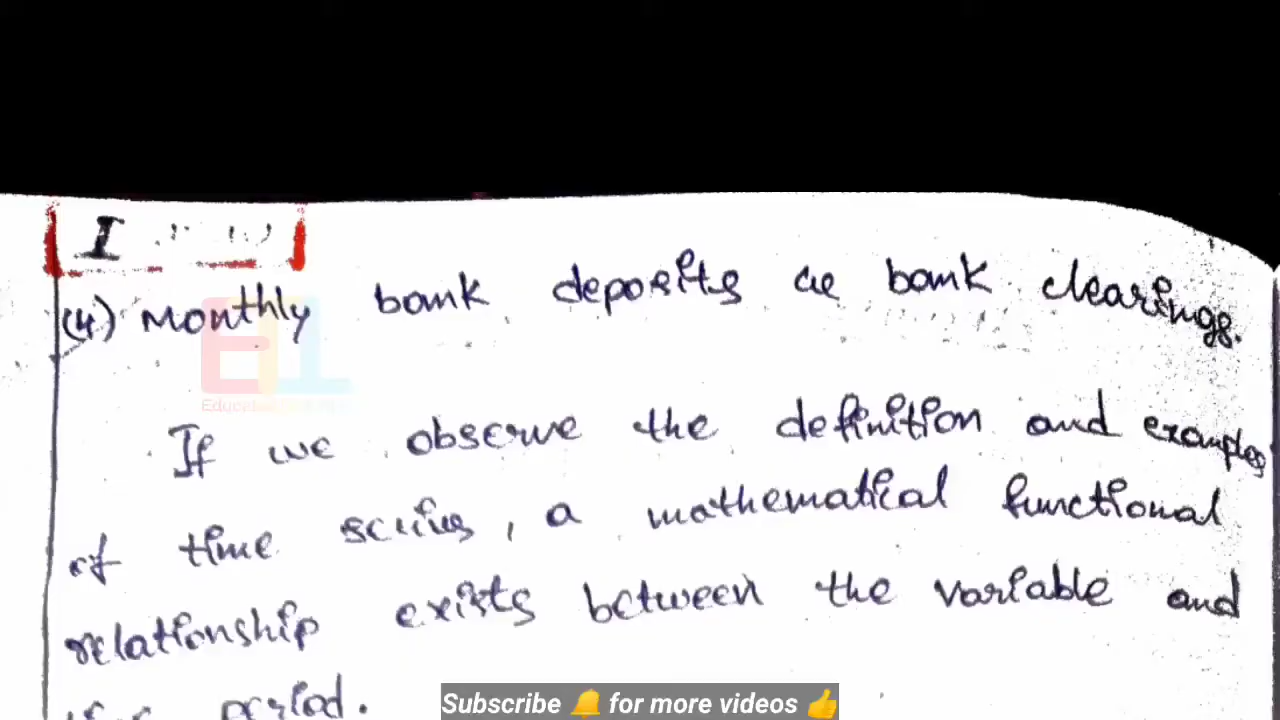 I
(4) Monthly bank deposits ae bank clearings.
If we observe the definition and examples
of time series, a mathematical functional
relationship exists between the variable and
period.
Subscribe 🔔 for more videos 👍